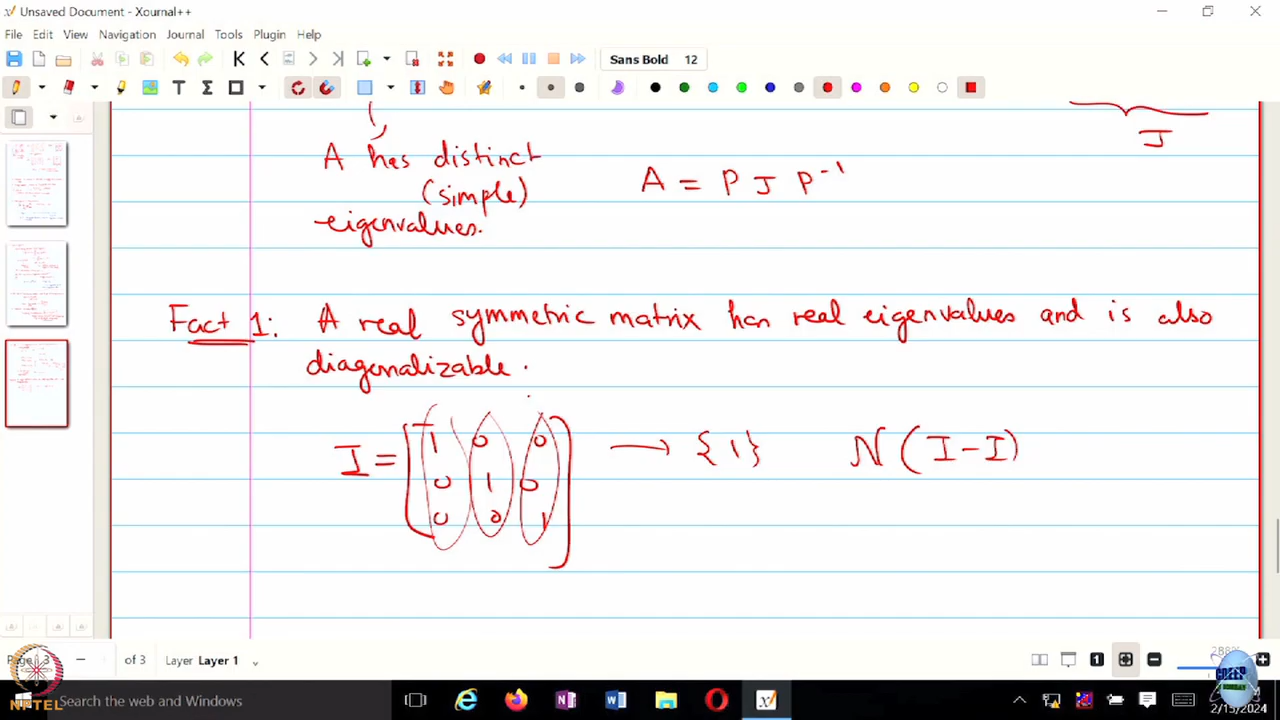 Unsaved Document - Xournal++
File Edit View Navigation Journal Tools Plugin Help
Sans Bold 12
J
A has distinct
(simple)
eigenvalues.
A = P J P⁻¹
Fact 1: A real symmetric matrix has real eigenvalues and is also
diagonalizable.
I = [1 0 0
0 1 0
0 0 1] → {1} N(I-I)
of 3 Layer Layer 1
288%
NPTEL
Search the web and Windows
2/15/2024